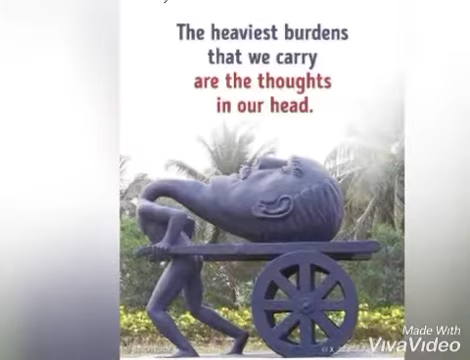 The heaviest burdens
that we carry
are the thoughts
in our head.
Made With
VivaVideo